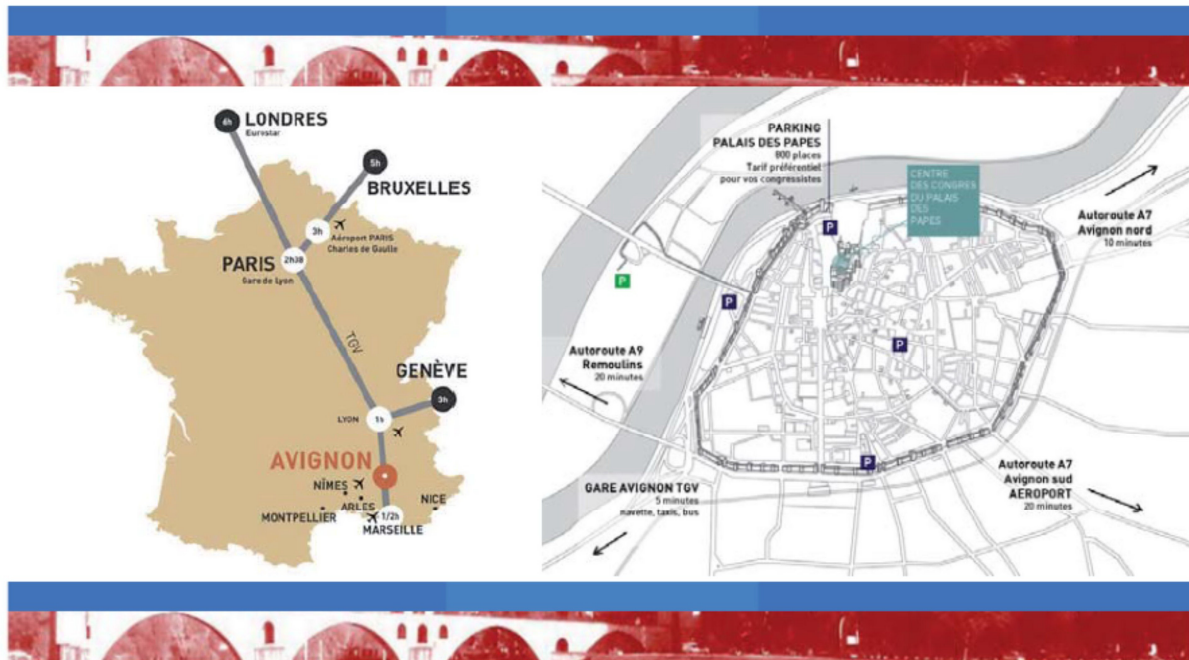 6h
LONDRES
Eurostar
5h
BRUXELLES
3h
Aéroport PARIS
Charles de Gaulle
PARIS
2h38
Gare de Lyon
TGV
GENÈVE
3h
LYON
1h
AVIGNON
NÎMES
ARLES
NICE
MONTPELLIER
1/2h
MARSEILLE
PARKING
PALAIS DES PAPES
800 places
Tarif préférentiel
pour vos congressistes
CENTRE
DES CONGRES
DU PALAIS
DES
PAPES
Autoroute A7
Avignon nord
10 minutes
P
P
P
P
P
Autoroute A9
Remoulins
20 minutes
GARE AVIGNON TGV
5 minutes
navette, taxis, bus
Autoroute A7
Avignon sud
AEROPORT
20 minutes